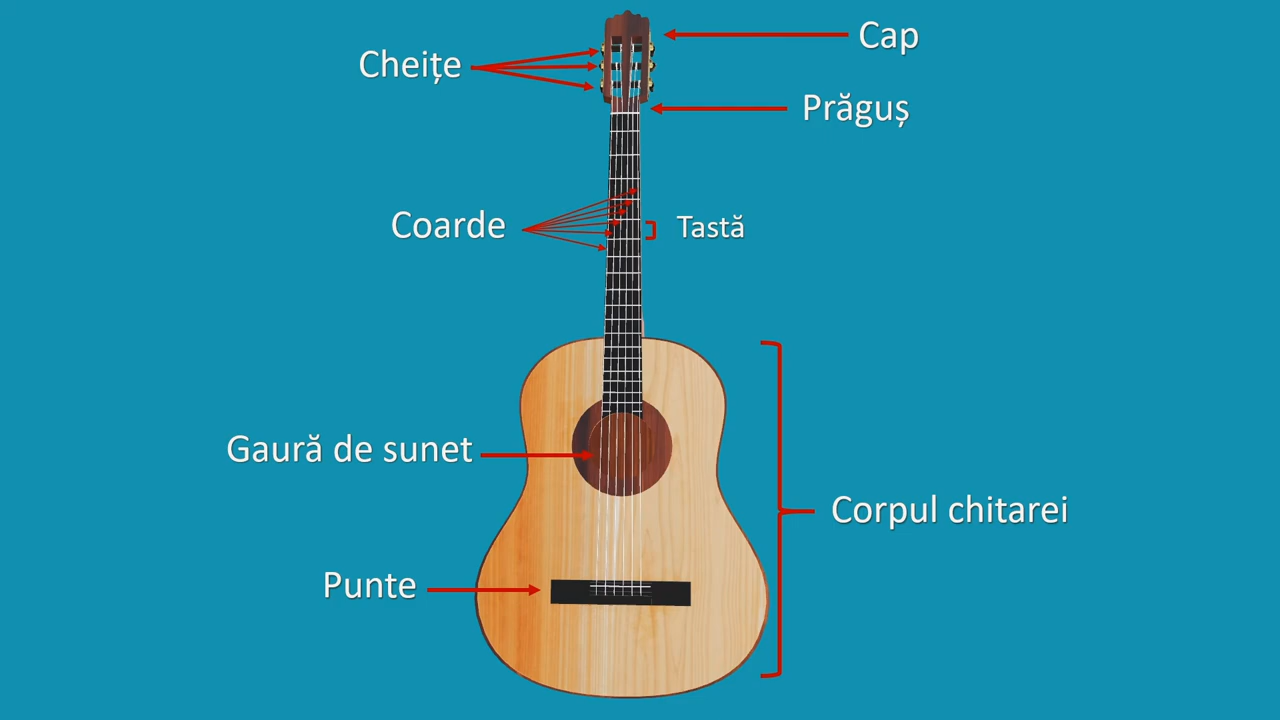 Cap
Cheițe
Prăguș
Coarde
Tastă
Gaură de sunet
Corpul chitarei
Punte